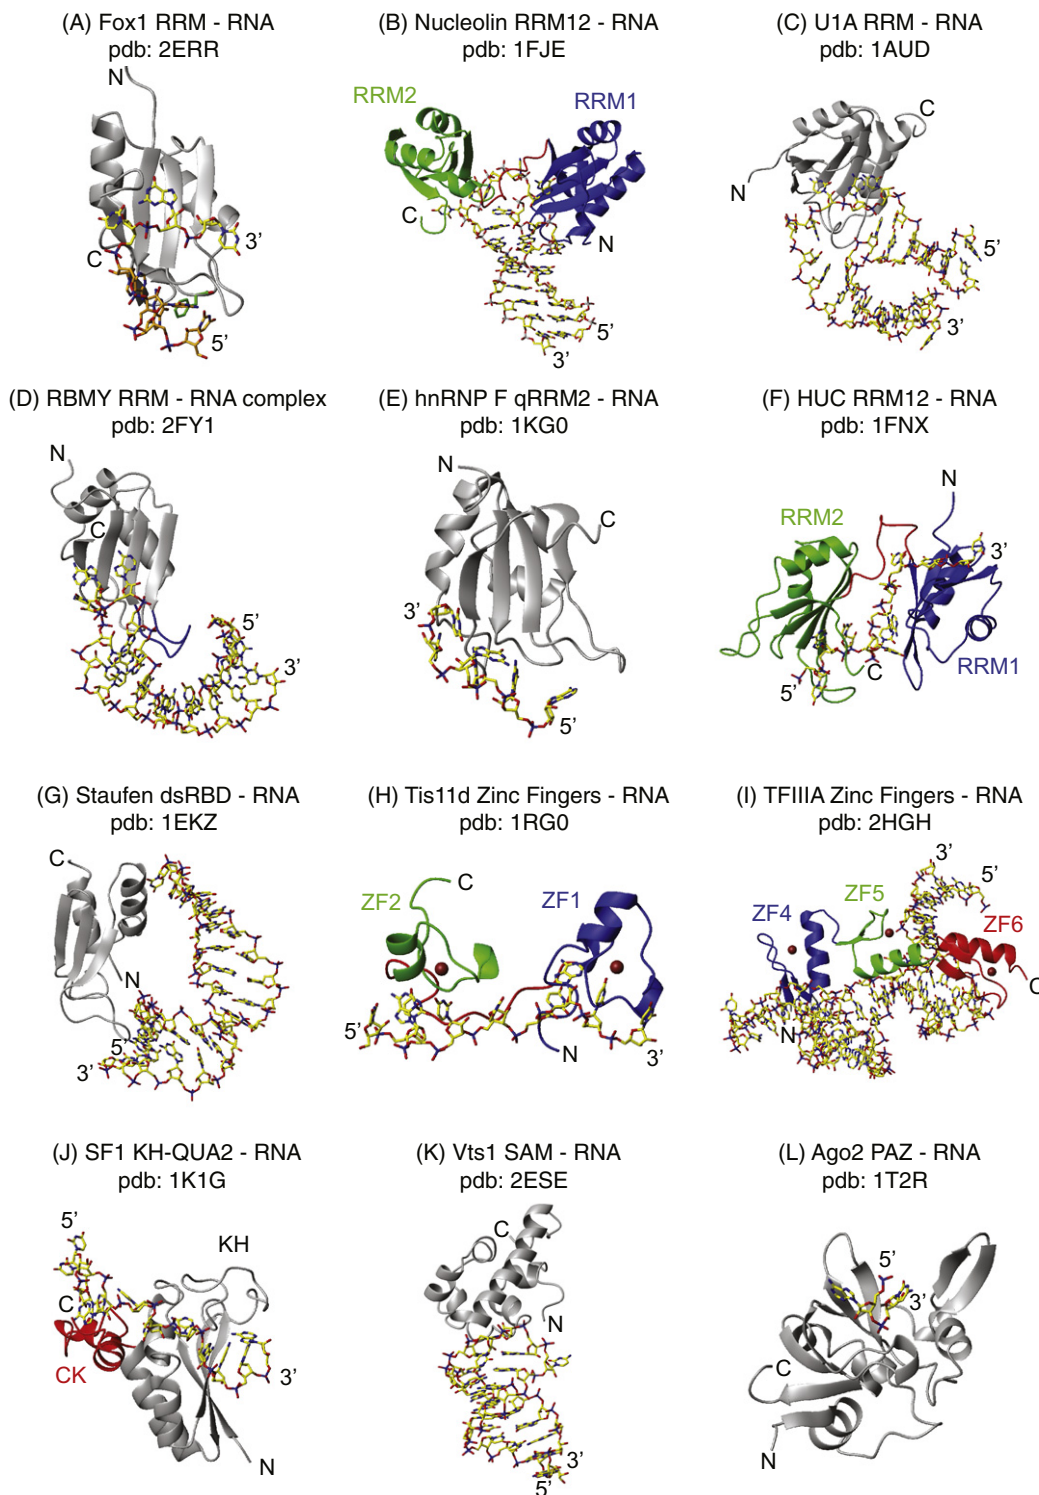 (A) Fox1 RRM - RNA
pdb: 2ERR
N
C
3’
5’
(B) Nucleolin RRM12 - RNA
pdb: 1FJE
RRM2
RRM1
C
N
5’
3’
(C) U1A RRM - RNA
pdb: 1AUD
C
N
5’
3’
(D) RBMY RRM - RNA complex
pdb: 2FY1
N
C
5’
3’
(E) hnRNP F qRRM2 - RNA
pdb: 1KG0
N
C
3’
5’
(F) HUC RRM12 - RNA
pdb: 1FNX
N
RRM2
3’
C
RRM1
5’
(G) Staufen dsRBD - RNA
pdb: 1EKZ
C
N
5’
3’
(H) Tis11d Zinc Fingers - RNA
pdb: 1RG0
C
ZF2
ZF1
5’
N
3’
(I) TFIIIA Zinc Fingers - RNA
pdb: 2HGH
3’
5’
ZF5
ZF4
ZF6
C
N
(J) SF1 KH-QUA2 - RNA
pdb: 1K1G
5’
KH
C
CK
3’
N
(K) Vts1 SAM - RNA
pdb: 2ESE
C
N
3’
5’
(L) Ago2 PAZ - RNA
pdb: 1T2R
5’
3’
C
N